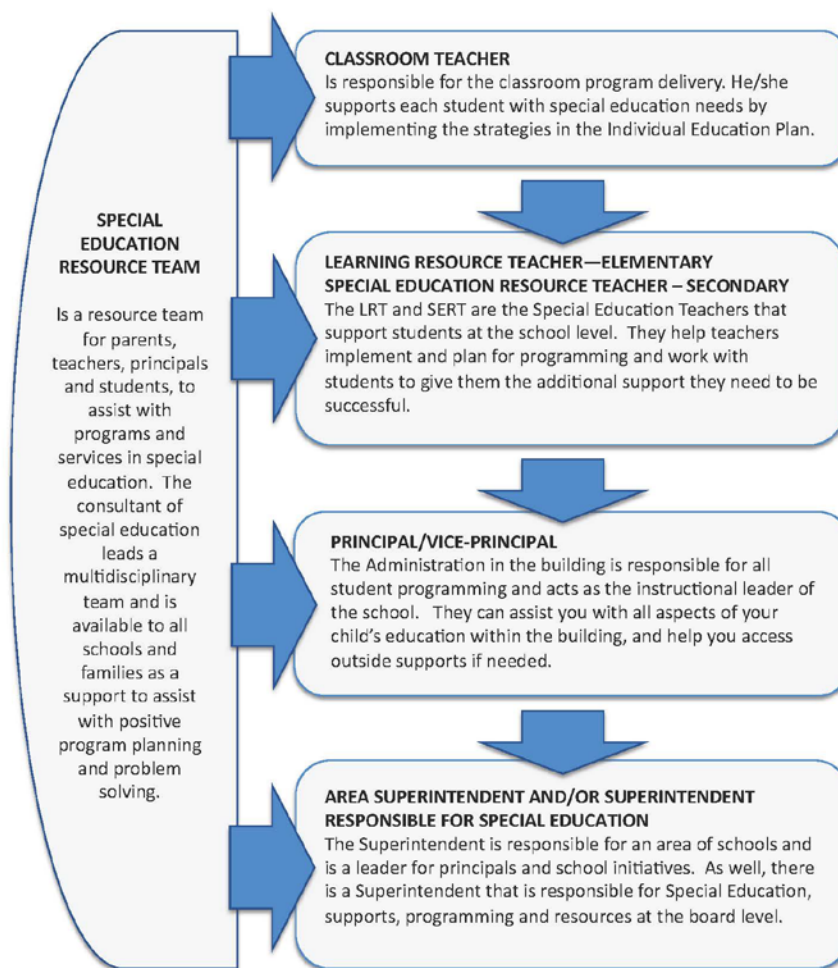 SPECIAL
EDUCATION
RESOURCE TEAM
Is a resource team
for parents,
teachers, principals
and students, to
assist with
programs and
services in special
education. The
consultant of
special education
leads a
multidisciplinary
team and is
available to all
schools and
families as a
support to assist
with positive
program planning
and problem
solving.
CLASSROOM TEACHER
Is responsible for the classroom program delivery. He/she
supports each student with special education needs by
implementing the strategies in the Individual Education Plan.
LEARNING RESOURCE TEACHER—ELEMENTARY
SPECIAL EDUCATION RESOURCE TEACHER – SECONDARY
The LRT and SERT are the Special Education Teachers that
support students at the school level. They help teachers
implement and plan for programming and work with
students to give them the additional support they need to be
successful.
PRINCIPAL/VICE-PRINCIPAL
The Administration in the building is responsible for all
student programming and acts as the instructional leader of
the school. They can assist you with all aspects of your
child's education within the building, and help you access
outside supports if needed.
AREA SUPERINTENDENT AND/OR SUPERINTENDENT
RESPONSIBLE FOR SPECIAL EDUCATION
The Superintendent is responsible for an area of schools and
is a leader for principals and school initiatives. As well, there
is a Superintendent that is responsible for Special Education,
supports, programming and resources at the board level.